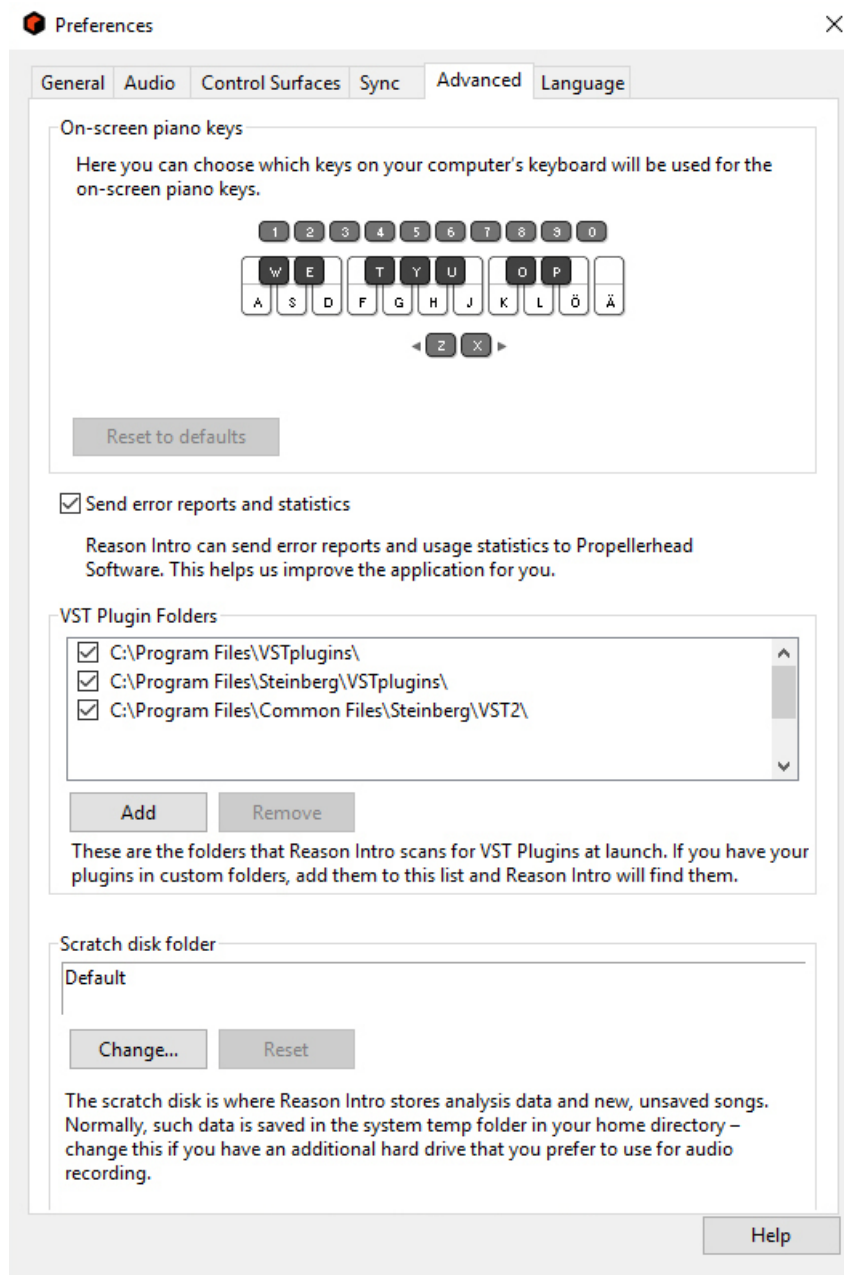 Preferences
General Audio Control Surfaces Sync Advanced Language
On-screen piano keys
Here you can choose which keys on your computer's keyboard will be used for the
on-screen piano keys.
1 2 3 4 5 6 7 8 9 0
W E T Y U O P
A S D F G H J K L Ö Ä
Z X
Reset to defaults
Send error reports and statistics
Reason Intro can send error reports and usage statistics to Propellerhead
Software. This helps us improve the application for you.
VST Plugin Folders
C:\Program Files\VSTplugins\
C:\Program Files\Steinberg\VSTplugins\
C:\Program Files\Common Files\Steinberg\VST2\
Add Remove
These are the folders that Reason Intro scans for VST Plugins at launch. If you have your
plugins in custom folders, add them to this list and Reason Intro will find them.
Scratch disk folder
Default
Change... Reset
The scratch disk is where Reason Intro stores analysis data and new, unsaved songs.
Normally, such data is saved in the system temp folder in your home directory –
change this if you have an additional hard drive that you prefer to use for audio
recording.
Help